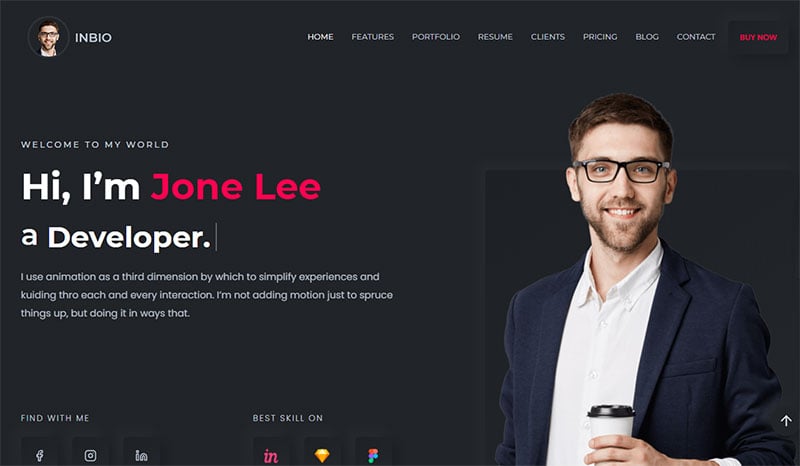 INBIO
HOME FEATURES PORTFOLIO RESUME CLIENTS PRICING BLOG CONTACT BUY NOW
WELCOME TO MY WORLD
Hi, I’m Jone Lee
a Developer.
I use animation as a third dimension by which to simplify experiences and
kuiding thro each and every interaction. I’m not adding motion just to spruce
things up, but doing it in ways that.
FIND WITH ME BEST SKILL ON
in in